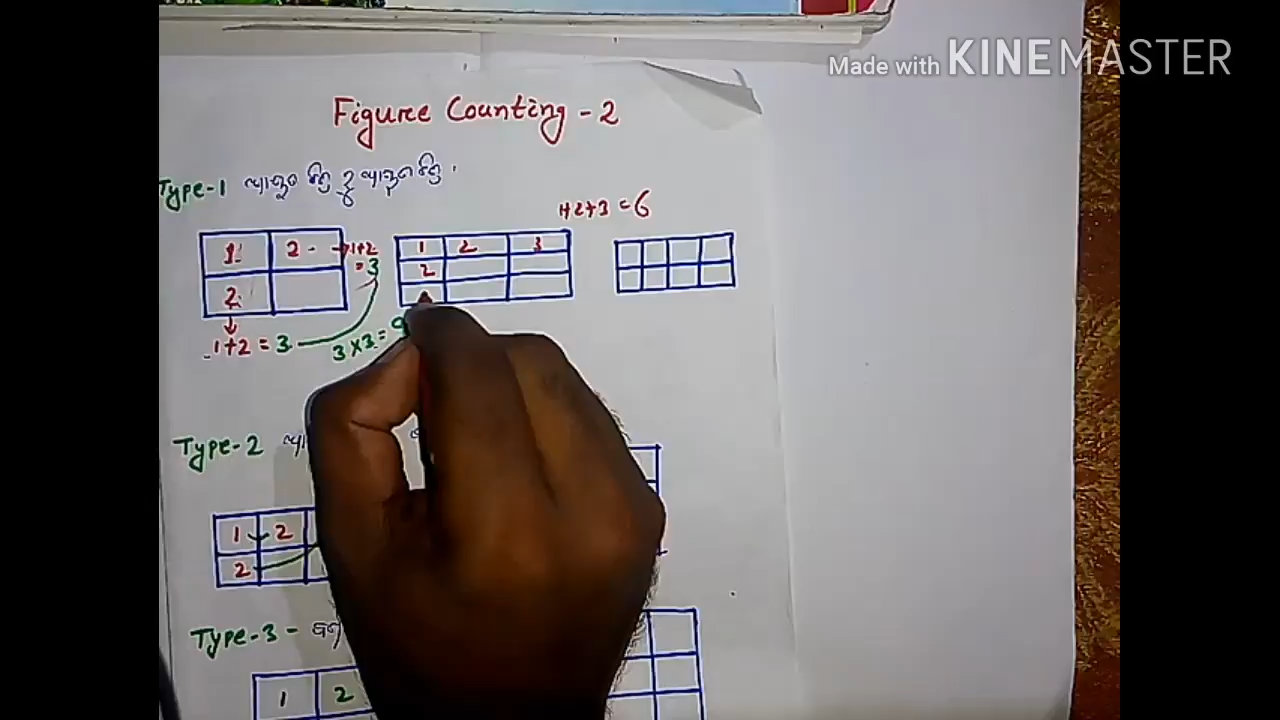 Made with KINEMASTER
Figure Counting - 2
Type-1
1+2+3 = 6
1 2 1+2
= 3
2
1 2 3
2
1+2 = 3
3×3 = 9
Type-2
1 2
2
Type-3 -
1 2